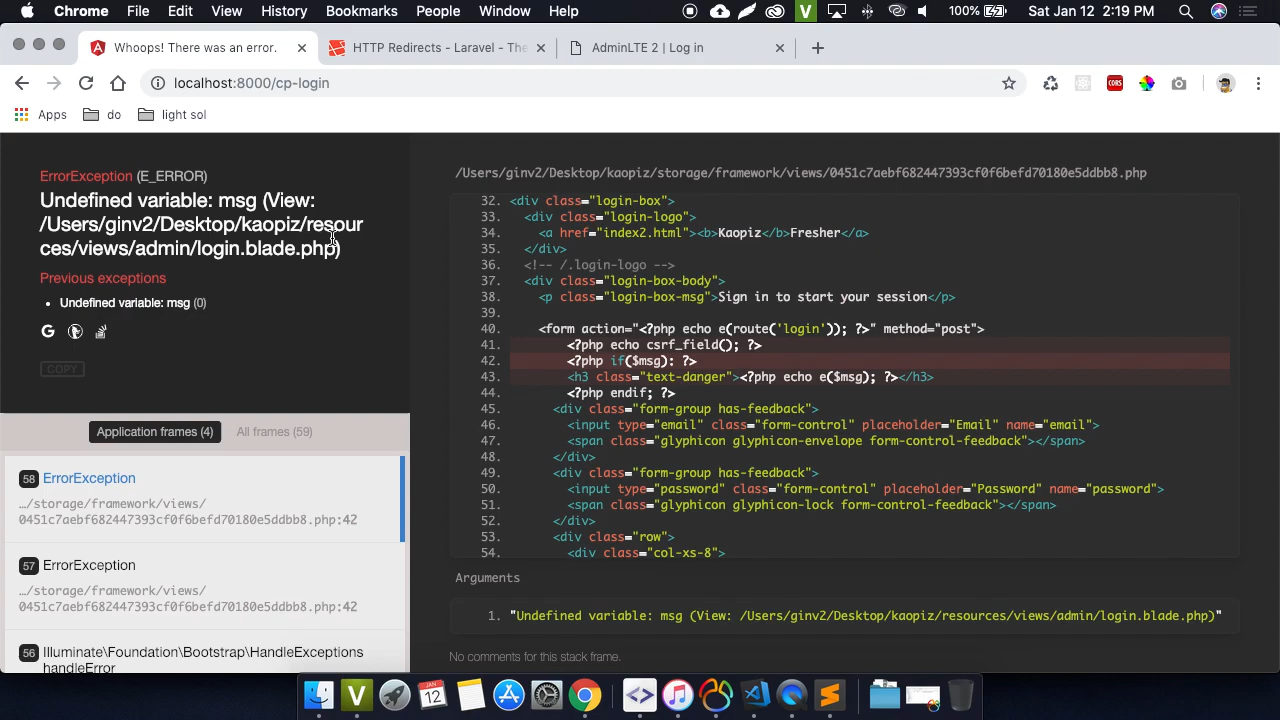 Chrome File Edit View History Bookmarks People Window Help 100% Sat Jan 12 2:19 PM
Whoops! There was an error.
HTTP Redirects - Laravel - The
AdminLTE 2 | Log in
localhost:8000/cp-login
CORS
Apps do light sol
ErrorException (E_ERROR)
Undefined variable: msg (View:
/Users/ginv2/Desktop/kaopiz/resour
ces/views/admin/login.blade.php)
Previous exceptions
• Undefined variable: msg (0)
COPY
Application frames (4) All frames (59)
58 ErrorException
…/storage/framework/views/
0451c7aebf682447393cf0f6befd70180e5ddbb8.php:42
57 ErrorException
…/storage/framework/views/
0451c7aebf682447393cf0f6befd70180e5ddbb8.php:42
56 Illuminate\Foundation\Bootstrap\HandleExceptions
handleError
/Users/ginv2/Desktop/kaopiz/storage/framework/views/0451c7aebf682447393cf0f6befd70180e5ddbb8.php
32. <div class="login-box">
33. <div class="login-logo">
34. <a href="index2.html"><b>Kaopiz</b>Fresher</a>
35. </div>
36. <!-- /.login-logo -->
37. <div class="login-box-body">
38. <p class="login-box-msg">Sign in to start your session</p>
39.
40. <form action="<?php echo e(route('login')); ?>" method="post">
41. <?php echo csrf_field(); ?>
42. <?php if($msg): ?>
43. <h3 class="text-danger"><?php echo e($msg); ?></h3>
44. <?php endif; ?>
45. <div class="form-group has-feedback">
46. <input type="email" class="form-control" placeholder="Email" name="email">
47. <span class="glyphicon glyphicon-envelope form-control-feedback"></span>
48. </div>
49. <div class="form-group has-feedback">
50. <input type="password" class="form-control" placeholder="Password" name="password">
51. <span class="glyphicon glyphicon-lock form-control-feedback"></span>
52. </div>
53. <div class="row">
54. <div class="col-xs-8">
Arguments
1. "Undefined variable: msg (View: /Users/ginv2/Desktop/kaopiz/resources/views/admin/login.blade.php)"
No comments for this stack frame.